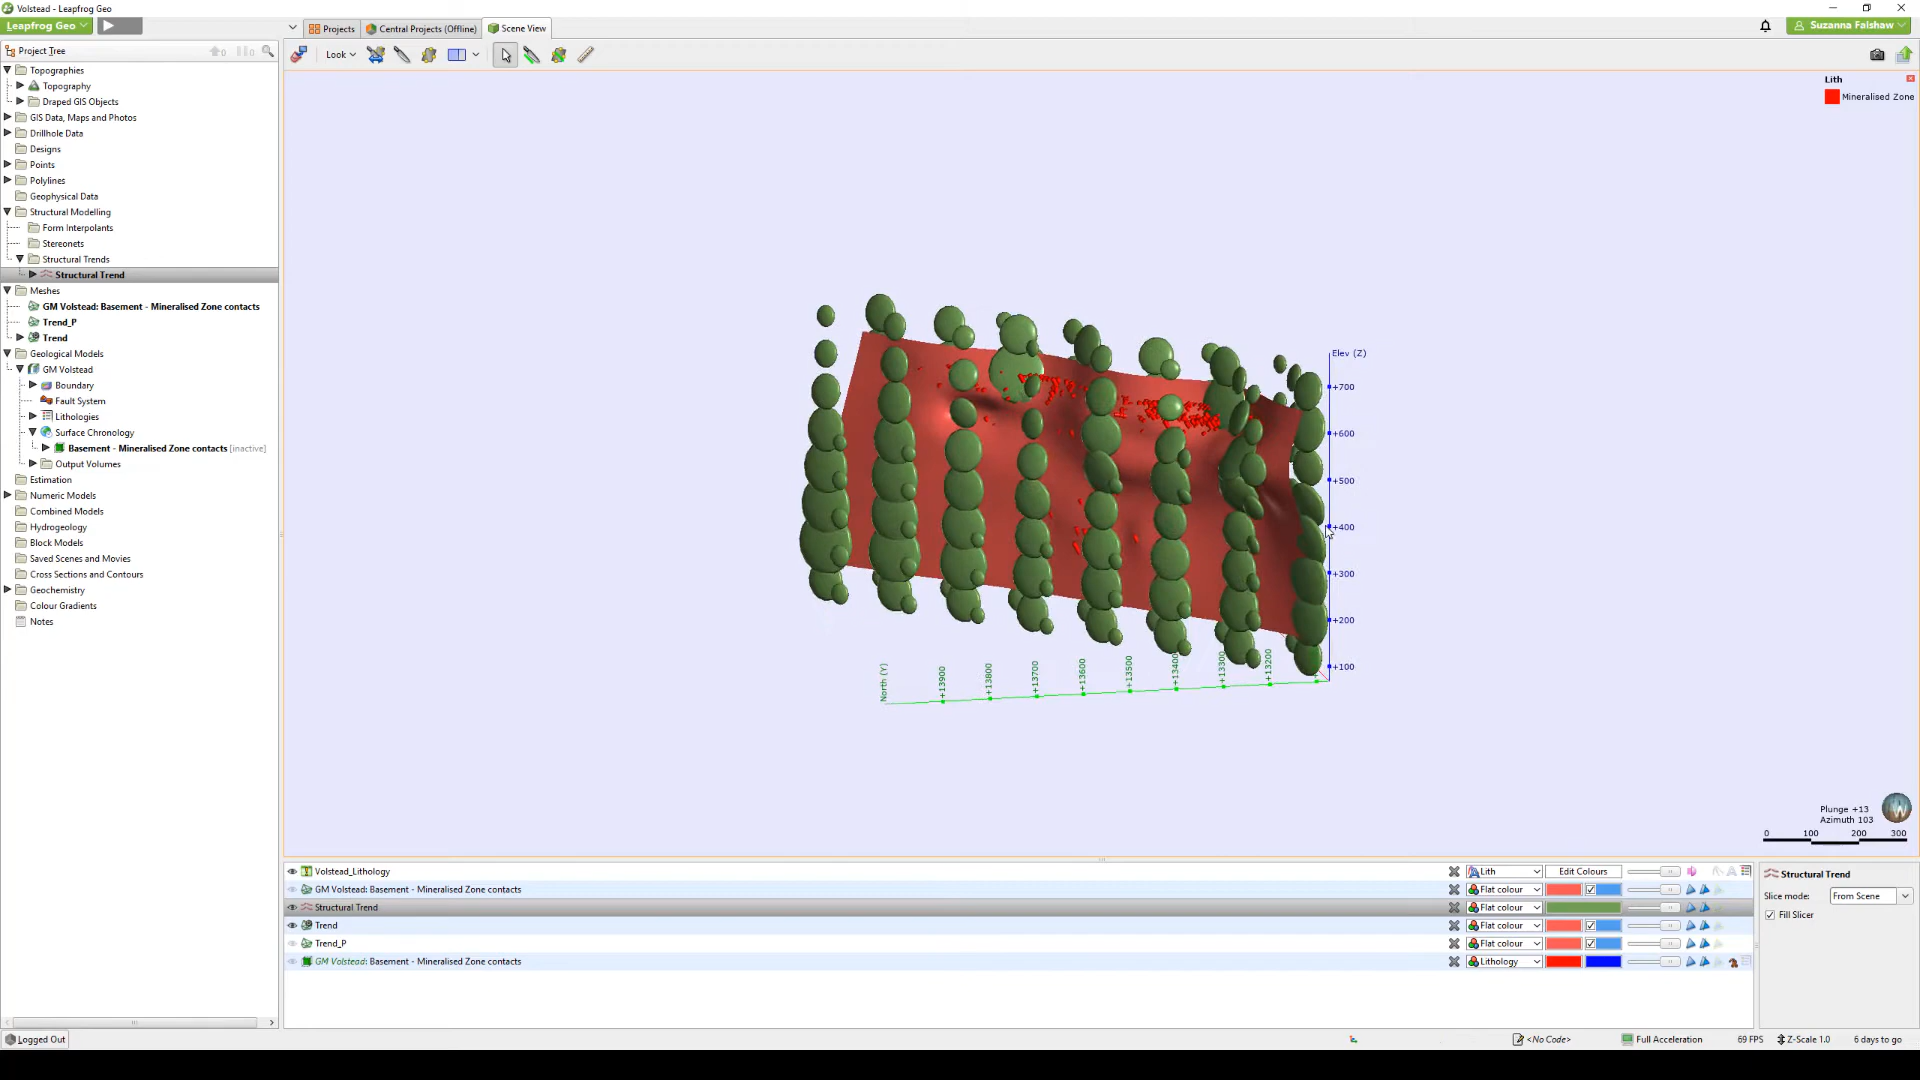 Volstead - Leapfrog Geo
Leapfrog Geo
Projects
Central Projects (Offline)
Scene View
Suzanna Falshaw
Project Tree
0
0
Look
Topographies
Topography
Draped GIS Objects
GIS Data, Maps and Photos
Drillhole Data
Designs
Points
Polylines
Geophysical Data
Structural Modelling
Form Interpolants
Stereonets
Structural Trends
Structural Trend
Meshes
GM Volstead: Basement - Mineralised Zone contacts
Trend_P
Trend
Geological Models
GM Volstead
Boundary
Fault System
Lithologies
Surface Chronology
Basement - Mineralised Zone contacts [inactive]
Output Volumes
Estimation
Numeric Models
Combined Models
Hydrogeology
Block Models
Saved Scenes and Movies
Cross Sections and Contours
Geochemistry
Colour Gradients
Notes
Lith
Mineralised Zone
Elev (Z)
+700
+600
+500
+400
+300
+200
+100
North (Y)
+13900
+13800
+13700
+13600
+13500
+13400
+13300
+13200
Plunge +13
Azimuth 103
0 100 200 300
Volstead_Lithology
Lith
Edit Colours
GM Volstead: Basement - Mineralised Zone contacts
Flat colour
Structural Trend
Flat colour
Trend
Flat colour
Trend_P
Flat colour
GM Volstead: Basement - Mineralised Zone contacts
Lithology
Structural Trend
Slice mode: From Scene
Fill Slicer
Logged Out
<No Code>
Full Acceleration
69 FPS
Z-Scale 1.0
6 days to go